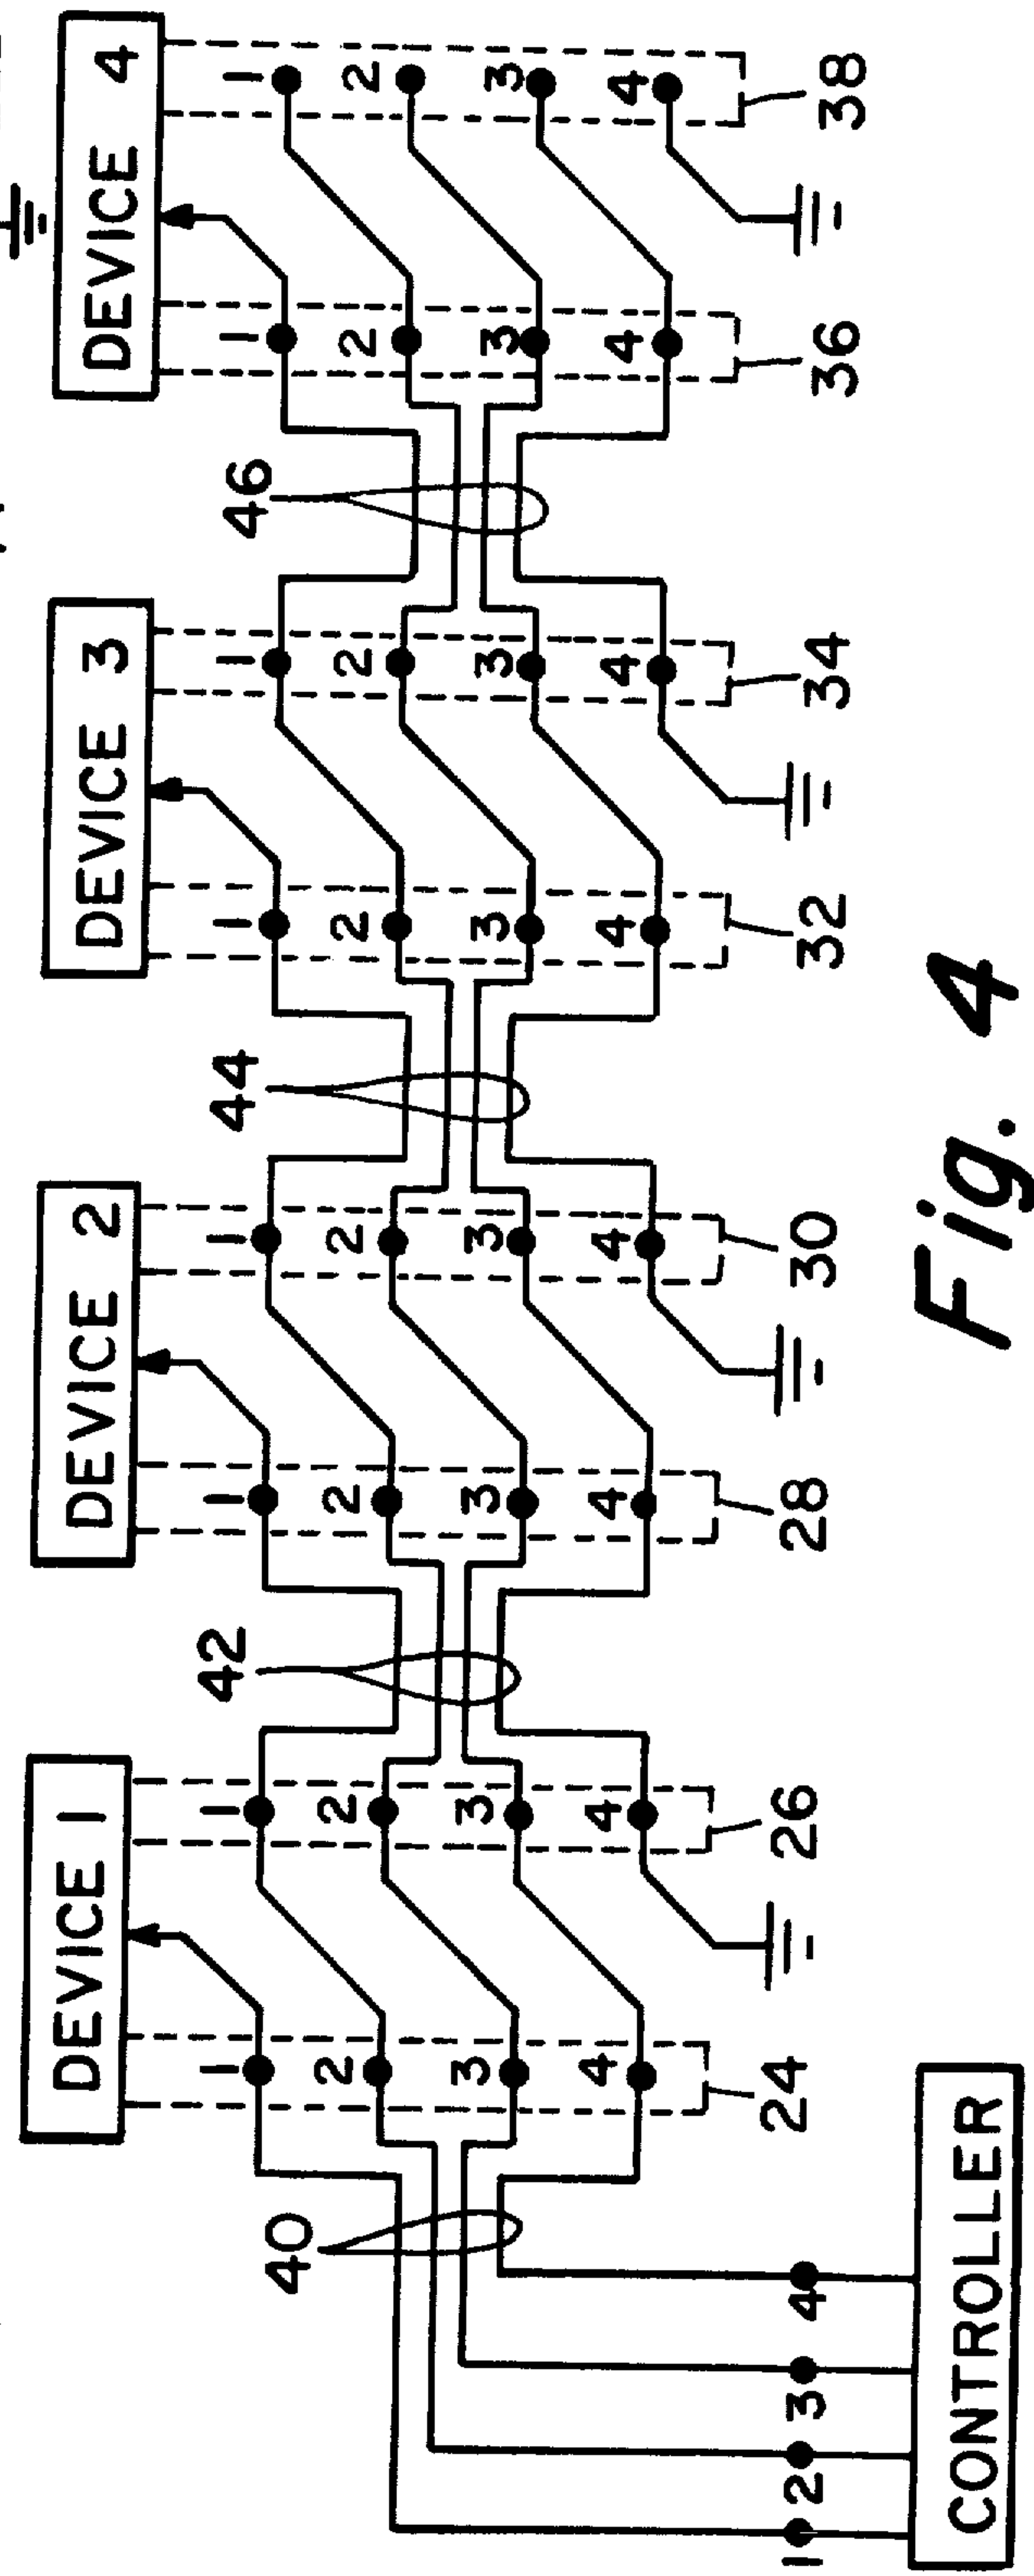 DEVICE 1
DEVICE 2
DEVICE 3
DEVICE 4
1 1 1 1 1 1 1 1
2 2 2 2 2 2 2 2
3 3 3 3 3 3 3 3
4 4 4 4 4 4 4 4
40 42 44 46
24 26 28 30 32 34 36 38
1 2 3 4
CONTROLLER
Fig. 4